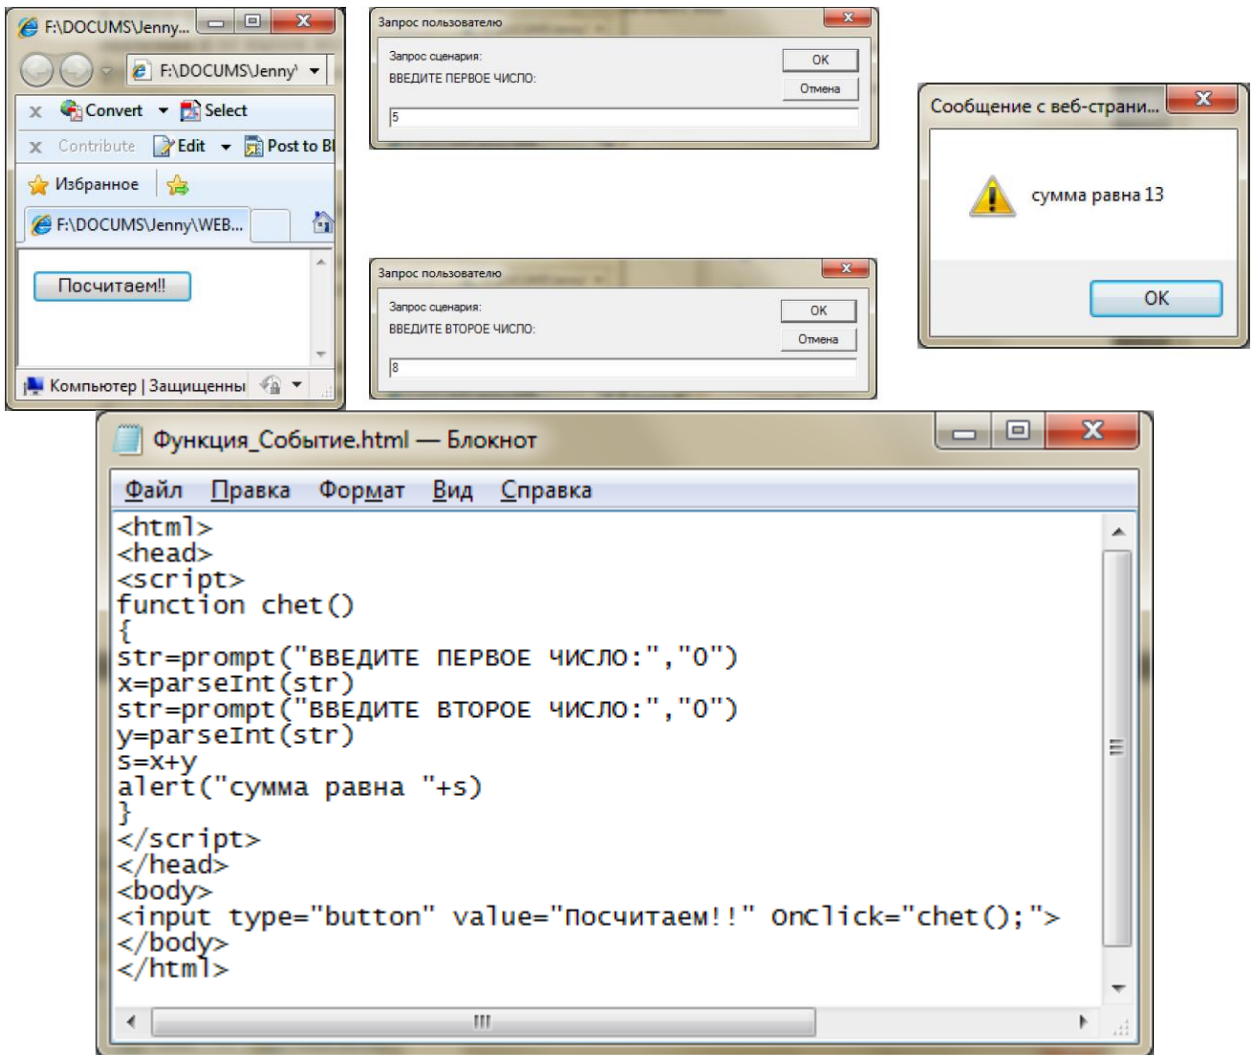 F:\DOCUMS\Jenny...
F:\DOCUMS\Jenny\
x Convert Select
x Contribute Edit Post to Bl
Избранное
F:\DOCUMS\Jenny\WEB...
Посчитаем!!
Компьютер | Защищенны
Запрос пользователю
Запрос сценария:
ВВЕДИТЕ ПЕРВОЕ ЧИСЛО:
OK
Отмена
5
Запрос пользователю
Запрос сценария:
ВВЕДИТЕ ВТОРОЕ ЧИСЛО:
OK
Отмена
8
Сообщение с веб-страни...
сумма равна 13
OK
Функция_Событие.html — Блокнот
Файл Правка Формат Вид Справка
<html>
<head>
<script>
function chet()
{
str=prompt("ВВЕДИТЕ ПЕРВОЕ ЧИСЛО:","0")
x=parseInt(str)
str=prompt("ВВЕДИТЕ ВТОРОЕ ЧИСЛО:","0")
y=parseInt(str)
s=x+y
alert("сумма равна "+s)
}
</script>
</head>
<body>
<input type="button" value="Посчитаем!!" OnClick="chet();">
</body>
</html>